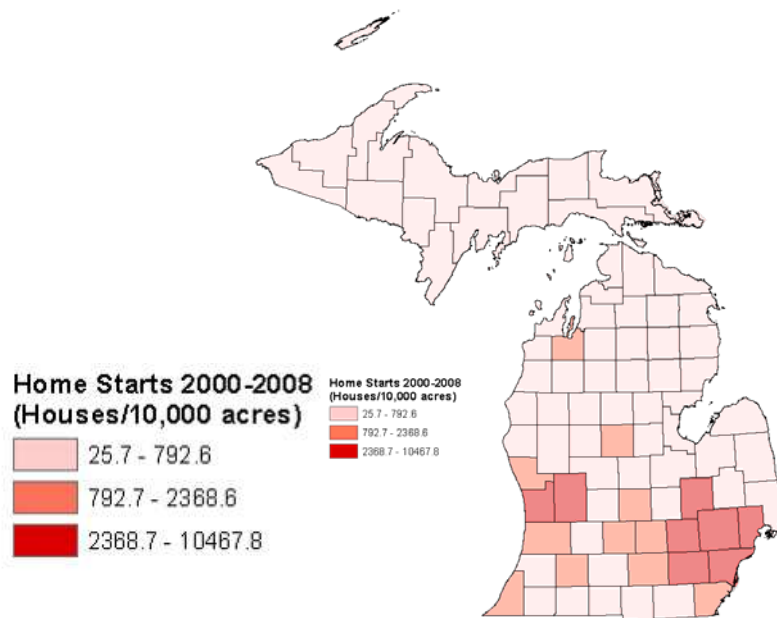 Home Starts 2000-2008
(Houses/10,000 acres)
25.7 - 792.6
792.7 - 2368.6
2368.7 - 10467.8
Home Starts 2000-2008
(Houses/10,000 acres)
25.7 - 792.6
792.7 - 2368.6
2368.7 - 10467.8